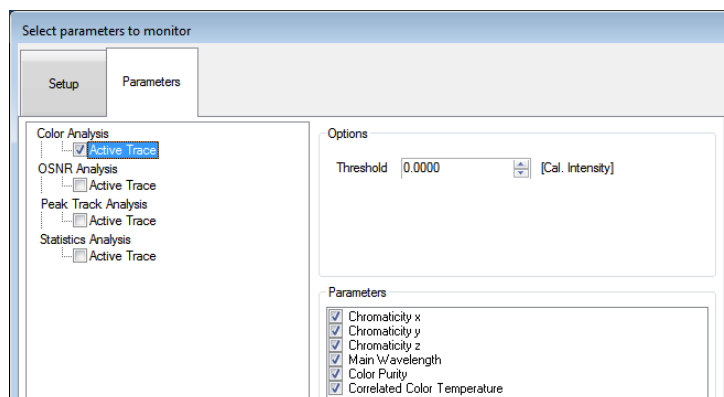 Select parameters to monitor
Setup
Parameters
Color Analysis
Active Trace
OSNR Analysis
Active Trace
Peak Track Analysis
Active Trace
Statistics Analysis
Active Trace
Options
Threshold 0.0000 [Cal. Intensity]
Parameters
Chromaticity x
Chromaticity y
Chromaticity z
Main Wavelength
Color Purity
Correlated Color Temperature